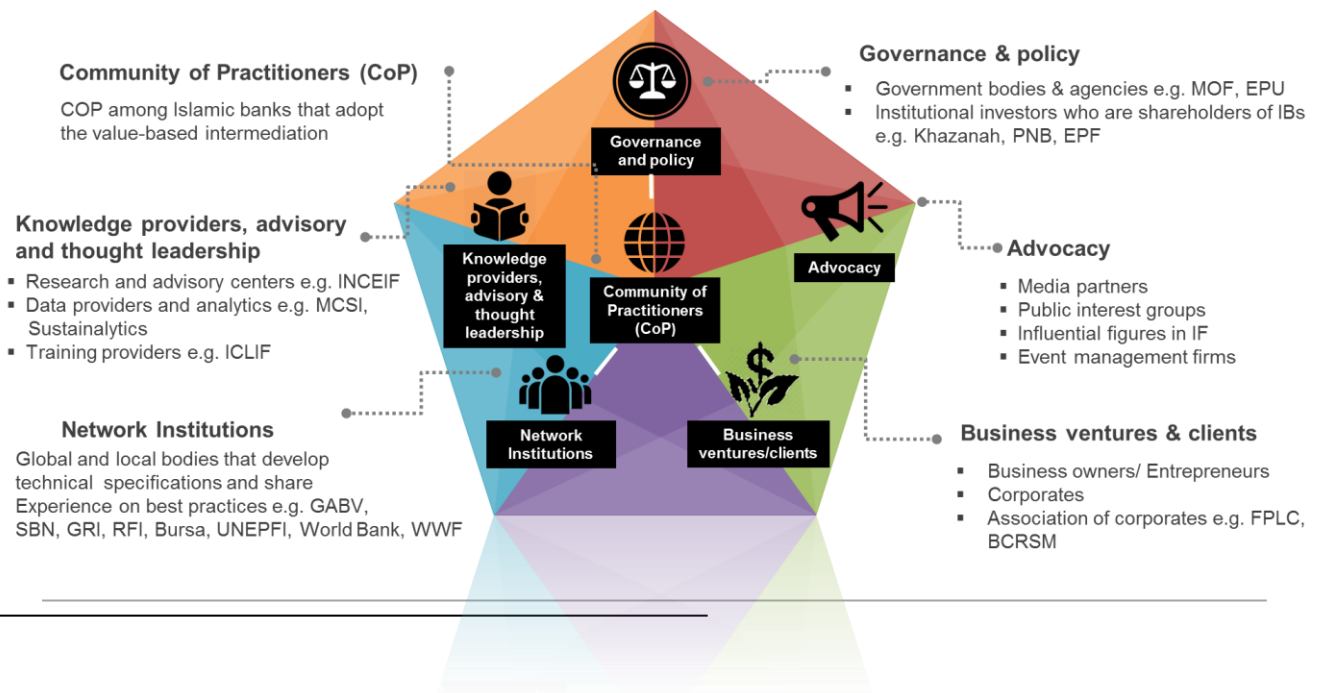 Community of Practitioners (CoP)
COP among Islamic banks that adopt
the value-based intermediation
Knowledge providers, advisory
and thought leadership
▪ Research and advisory centers e.g. INCEIF
▪ Data providers and analytics e.g. MCSI,
Sustainalytics
▪ Training providers e.g. ICLIF
Network Institutions
Global and local bodies that develop
technical specifications and share
Experience on best practices e.g. GABV,
SBN, GRI, RFI, Bursa, UNEPFI, World Bank, WWF
Governance
and policy
Knowledge
providers,
advisory &
thought
leadership
Community of
Practitioners
(CoP)
Advocacy
Network
Institutions
Business
ventures/clients
Governance & policy
▪ Government bodies & agencies e.g. MOF, EPU
▪ Institutional investors who are shareholders of IBs
e.g. Khazanah, PNB, EPF
Advocacy
▪ Media partners
▪ Public interest groups
▪ Influential figures in IF
▪ Event management firms
Business ventures & clients
▪ Business owners/ Entrepreneurs
▪ Corporates
▪ Association of corporates e.g. FPLC,
BCRSM